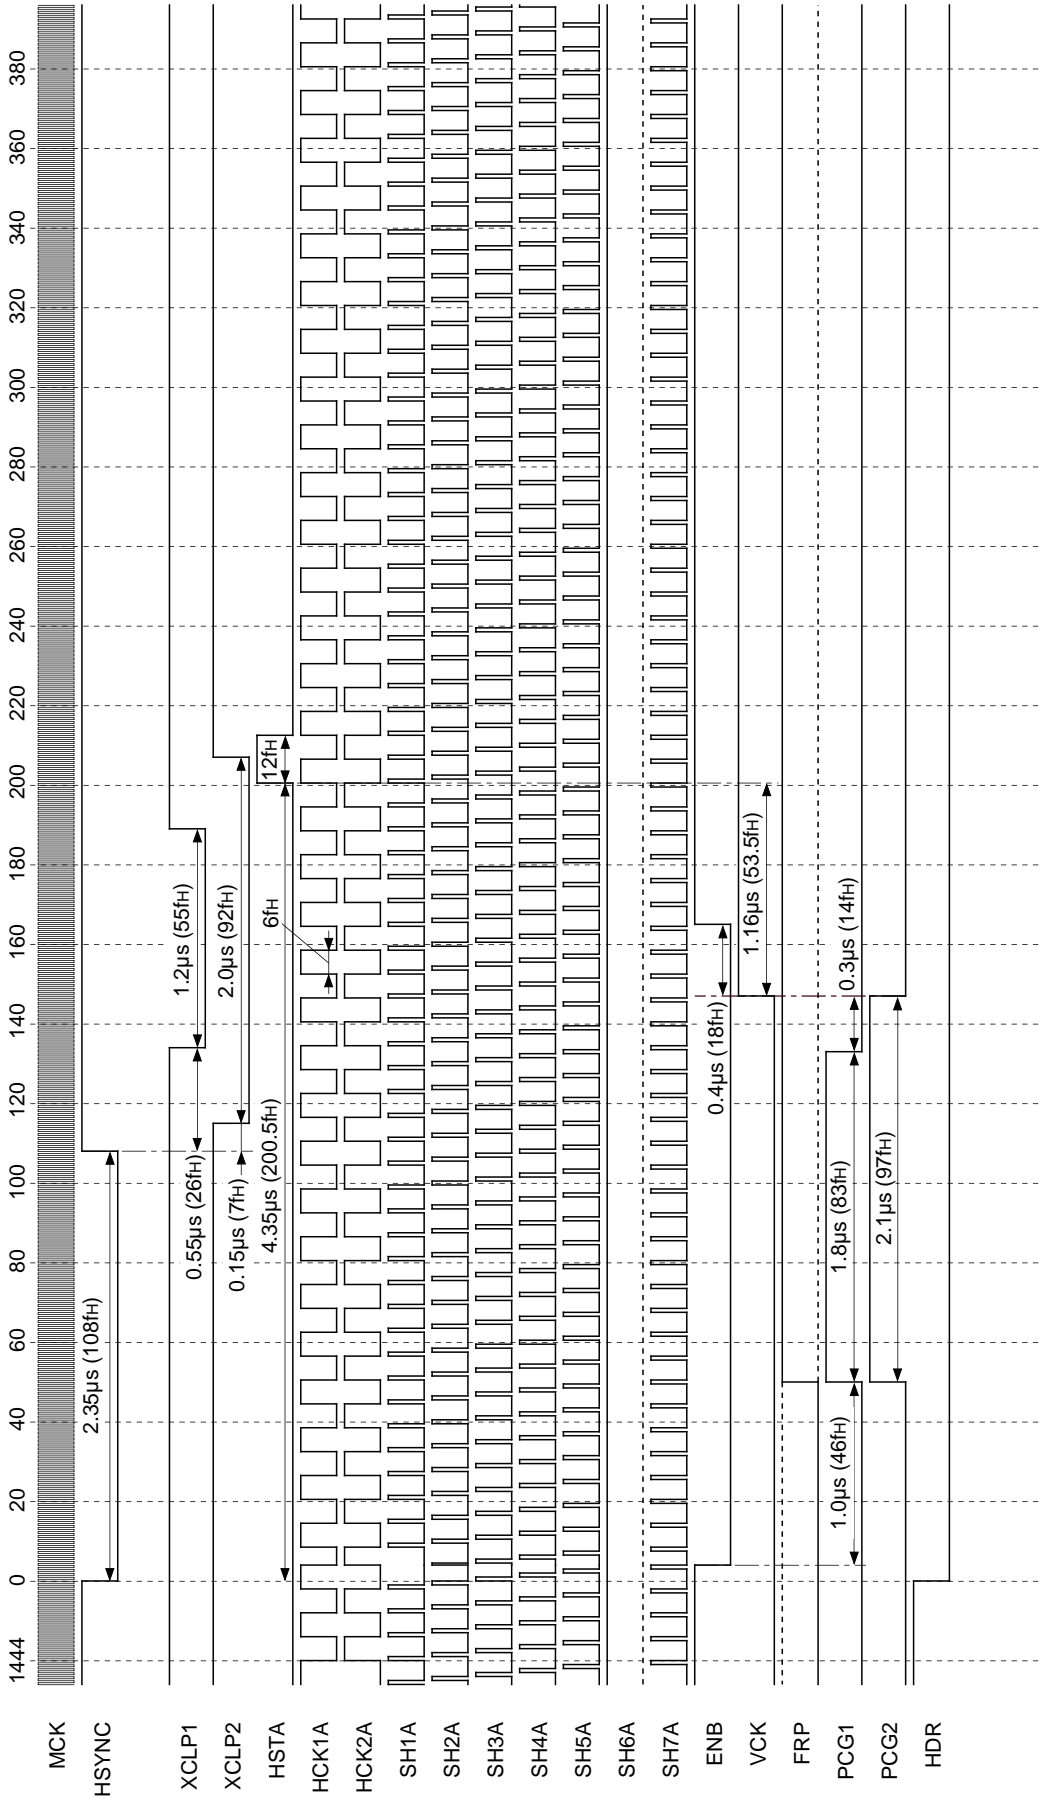 MCK
HSYNC
XCLP1
XCLP2
HSTA
HCK1A
HCK2A
SH1A
SH2A
SH3A
SH4A
SH5A
SH6A
SH7A
ENB
VCK
FRP
PCG1
PCG2
HDR
1444
0
20
40
60
80
100
120
140
160
180
200
220
240
260
280
300
320
340
360
380
2.35µs (108fH)
0.55µs (26fH)
1.2µs (55fH)
0.15µs (7fH)
2.0µs (92fH)
4.35µs (200.5fH)
12fH
6fH
0.4µs (18fH)
1.16µs (53.5fH)
1.0µs (46fH)
1.8µs (83fH)
0.3µs (14fH)
2.1µs (97fH)